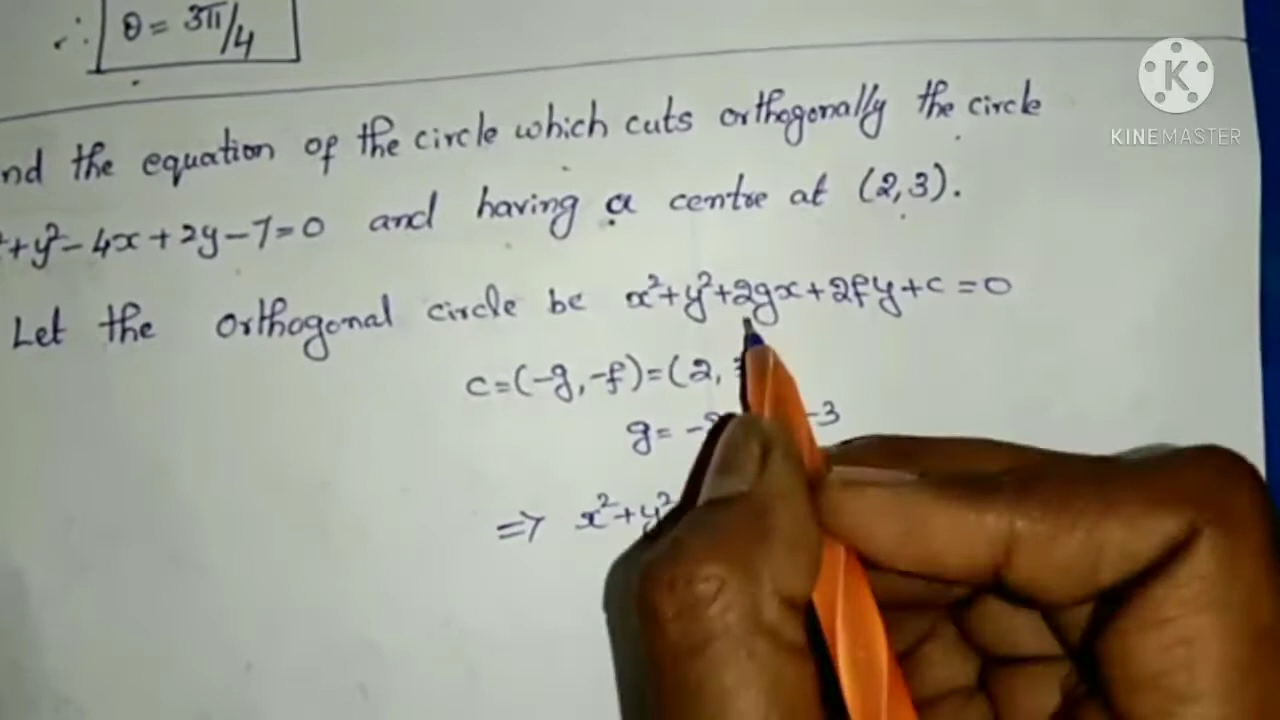 ∴ θ = 3π/4
KINEMASTER
nd the equation of the circle which cuts orthogonally the circle
+y²-4x+2y-7=0 and having a centre at (2,3).
Let the orthogonal circle be x²+y²+2gx+2fy+c=0
c=(-g,-f)=(2,
g= -3
⇒ x²+y²